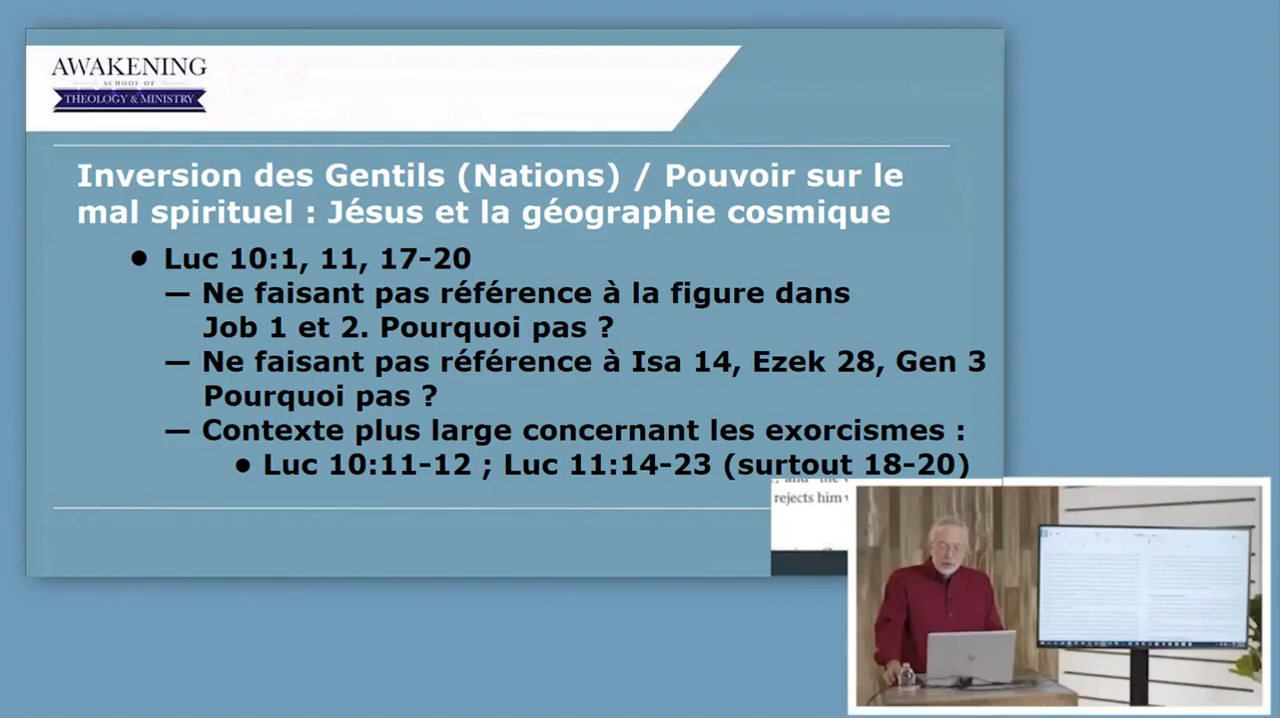 AWAKENING
SCHOOL OF
THEOLOGY & MINISTRY
Inversion des Gentils (Nations) / Pouvoir sur le
mal spirituel : Jésus et la géographie cosmique
● Luc 10:1, 11, 17-20
— Ne faisant pas référence à la figure dans
Job 1 et 2. Pourquoi pas ?
— Ne faisant pas référence à Isa 14, Ezek 28, Gen 3
Pourquoi pas ?
— Contexte plus large concernant les exorcismes :
● Luc 10:11-12 ; Luc 11:14-23 (surtout 18-20)
rejects him